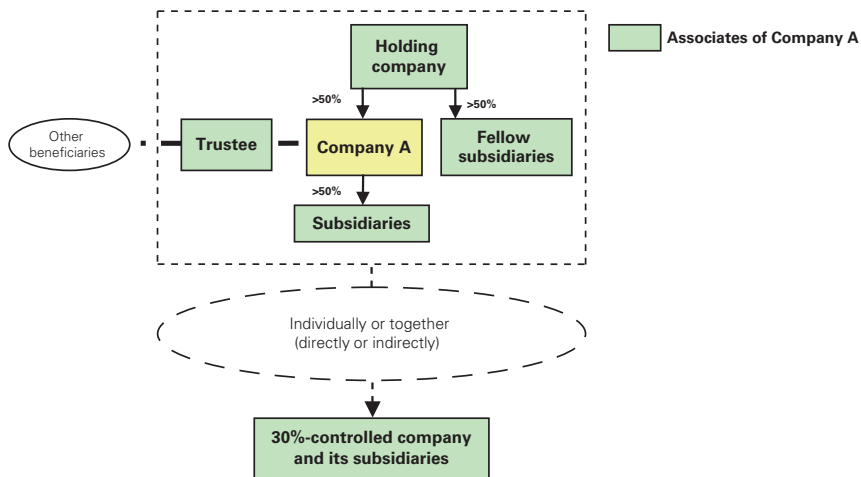 Holding
company
Associates of Company A
>50%
>50%
Other
beneficiaries
Trustee
Company A
Fellow
subsidiaries
>50%
Subsidiaries
Individually or together
(directly or indirectly)
30%-controlled company
and its subsidiaries